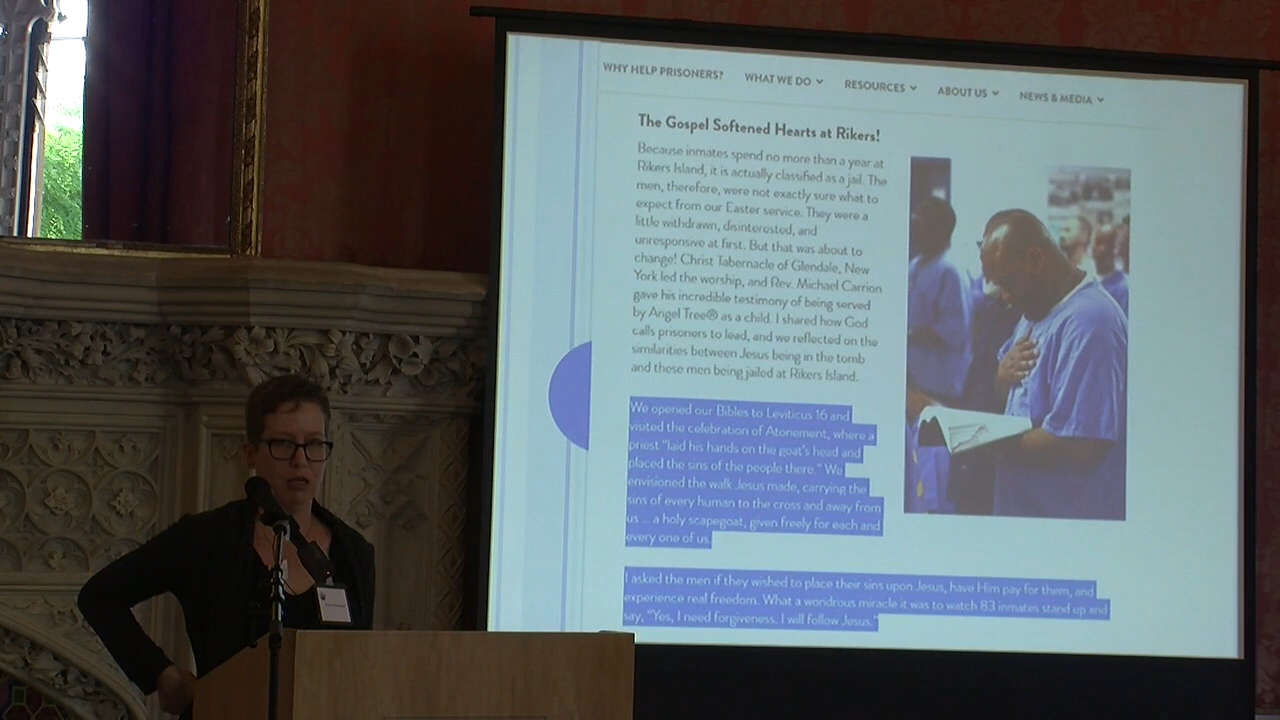 WHY HELP PRISONERS? WHAT WE DO RESOURCES ABOUT US NEWS & MEDIA
The Gospel Softened Hearts at Rikers!
Because inmates spend no more than a year at
Rikers Island, it is actually classified as a jail. The
men, therefore, were not exactly sure what to
expect from our Easter service. They were a
little withdrawn, disinterested, and
unresponsive at first. But that was about to
change! Christ Tabernacle of Glendale, New
York led the worship, and Rev. Michael Carrion
gave his incredible testimony of being served
by Angel Tree® as a child. I shared how God
calls prisoners to lead, and we reflected on the
similarities between Jesus being in the tomb
and these men being jailed at Rikers Island.
We opened our Bibles to Leviticus 16 and
visited the celebration of Atonement, where a
priest "laid his hands on the goat's head and
placed the sins of the people there." We
envisioned the walk Jesus made, carrying the
sins of every human to the cross and away from
us ... a holy scapegoat, given freely for each and
every one of us.
I asked the men if they wished to place their sins upon Jesus, have Him pay for them, and
experience real freedom. What a wondrous miracle it was to watch 83 inmates stand up and
say, "Yes, I need forgiveness. I will follow Jesus."